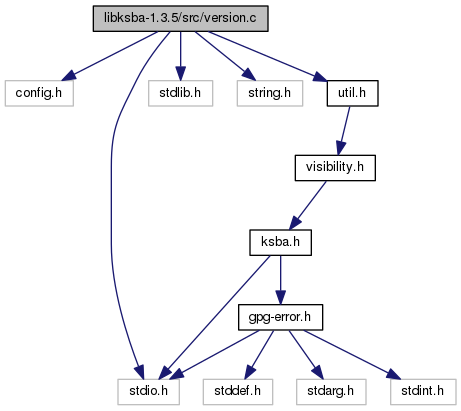 libksba-1.3.5/src/version.c
config.h
stdlib.h
string.h
util.h
visibility.h
ksba.h
gpg-error.h
stdio.h
stddef.h
stdarg.h
stdint.h